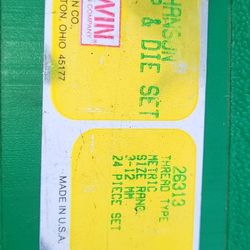 HANSON
& DIE SET
WIN
COMPANY
N CO.,
TON, OHIO 45177
26313
THREAD TYPE
METRIC
SIZE RANG.
3-12 MM
24 PIECE SET
MADE IN U.S.A.